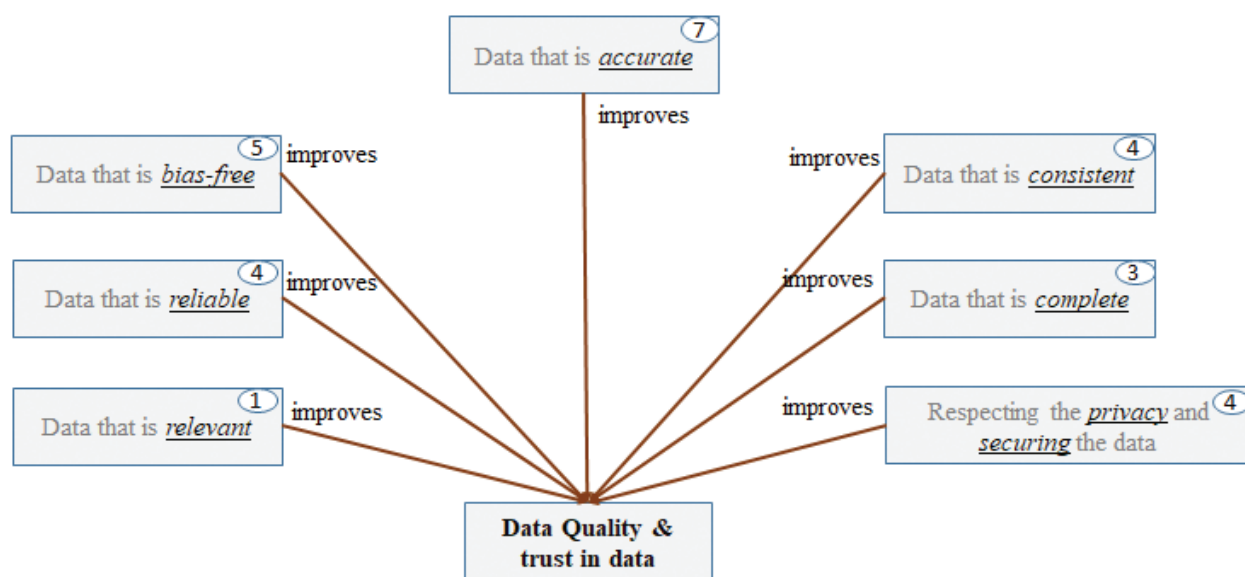 7
Data that is accurate
improves
5
Data that is bias-free
improves
improves
4
Data that is consistent
4
Data that is reliable
improves
improves
3
Data that is complete
1
Data that is relevant
improves
improves
Respecting the privacy and 4
securing the data
Data Quality &
trust in data